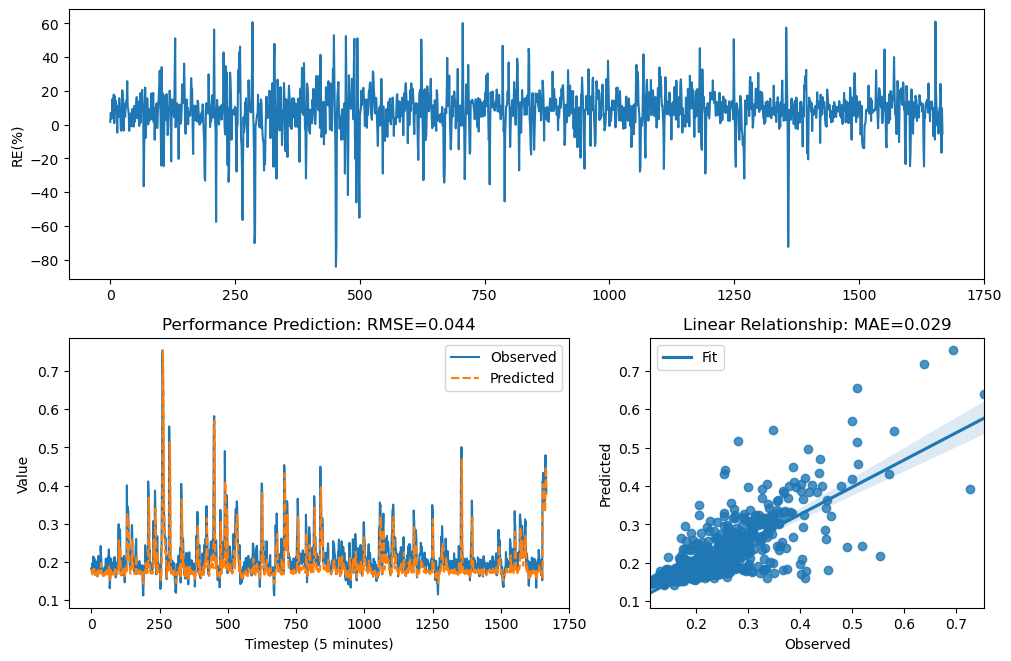 60
40
20
0
−20
−40
−60
−80
RE(%)
0 250 500 750 1000 1250 1500 1750
Performance Prediction: RMSE=0.044
Observed
Predicted
0.7
0.6
0.5
0.4
0.3
0.2
0.1
Value
0 250 500 750 1000 1250 1500 1750
Timestep (5 minutes)
Linear Relationship: MAE=0.029
Fit
0.7
0.6
0.5
0.4
0.3
0.2
0.1
Predicted
0.2 0.3 0.4 0.5 0.6 0.7
Observed